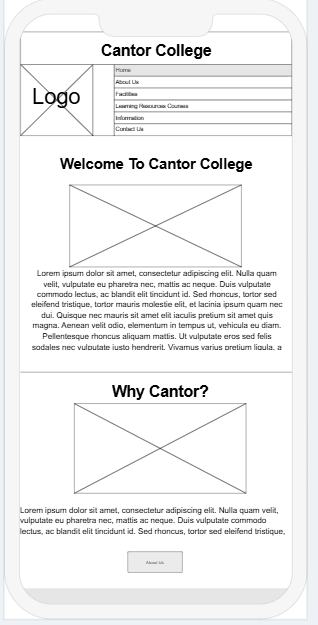 Cantor College
Logo
Home
About Us
Facilities
Learning Resources Courses
Information
Contact Us
Welcome To Cantor College
Lorem ipsum dolor sit amet, consectetur adipiscing elit. Nulla quam
velit, vulputate eu pharetra nec, mattis ac neque. Duis vulputate
commodo lectus, ac blandit elit tincidunt id. Sed rhoncus, tortor sed
eleifend tristique, tortor mauris molestie elit, et lacinia ipsum quam nec
dui. Quisque nec mauris sit amet elit iaculis pretium sit amet quis
magna. Aenean velit odio, elementum in tempus ut, vehicula eu diam.
Pellentesque rhoncus aliquam mattis. Ut vulputate eros sed felis
sodales nec vulputate justo hendrerit. Vivamus varius pretium ligula, a
Why Cantor?
Lorem ipsum dolor sit amet, consectetur adipiscing elit. Nulla quam velit,
vulputate eu pharetra nec, mattis ac neque. Duis vulputate commodo
lectus, ac blandit elit tincidunt id. Sed rhoncus, tortor sed eleifend tristique,
About Us